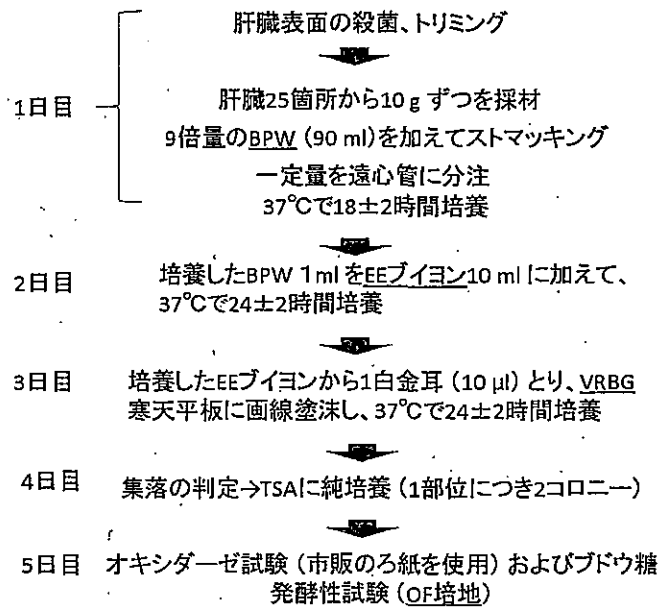 肝臓表面の殺菌、トリミング
1日目
肝臓25箇所から10 g ずつを採材
9倍量のBPW (90 ml)を加えてストマッキング
一定量を遠心管に分注
37℃で18±2時間培養
2日目
培養したBPW 1ml をEEブイヨン10 ml に加えて、
37℃で24±2時間培養
3日目
培養したEEブイヨンから1白金耳 (10 μl) とり、VRBG
寒天平板に画線塗沫し、37℃で24±2時間培養
4日目
集落の判定→TSAに純培養 (1部位につき2コロニー)
5日目
オキシダーゼ試験 (市販のろ紙を使用) およびブドウ糖
発酵性試験 (OF培地)